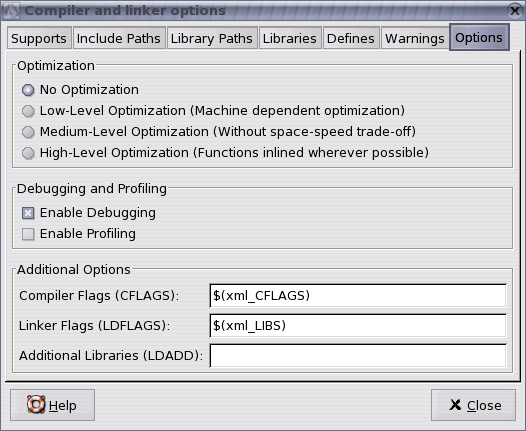 Compiler and linker options
Supports Include Paths Library Paths Libraries Defines Warnings Options
Optimization
No Optimization
Low-Level Optimization (Machine dependent optimization)
Medium-Level Optimization (Without space-speed trade-off)
High-Level Optimization (Functions inlined wherever possible)
Debugging and Profiling
Enable Debugging
Enable Profiling
Additional Options
Compiler Flags (CFLAGS): $(xml_CFLAGS)
Linker Flags (LDFLAGS): $(xml_LIBS)
Additional Libraries (LDADD):
Help Close